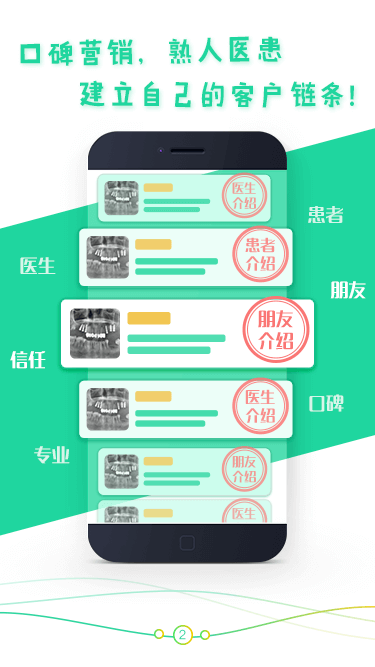 口碑营销，熟人医患
建立自己的客户链条！
医生
介绍
患者
患者
介绍
医生
朋友
朋友
介绍
信任
医生
介绍
口碑
专业
朋友
介绍
医生
2